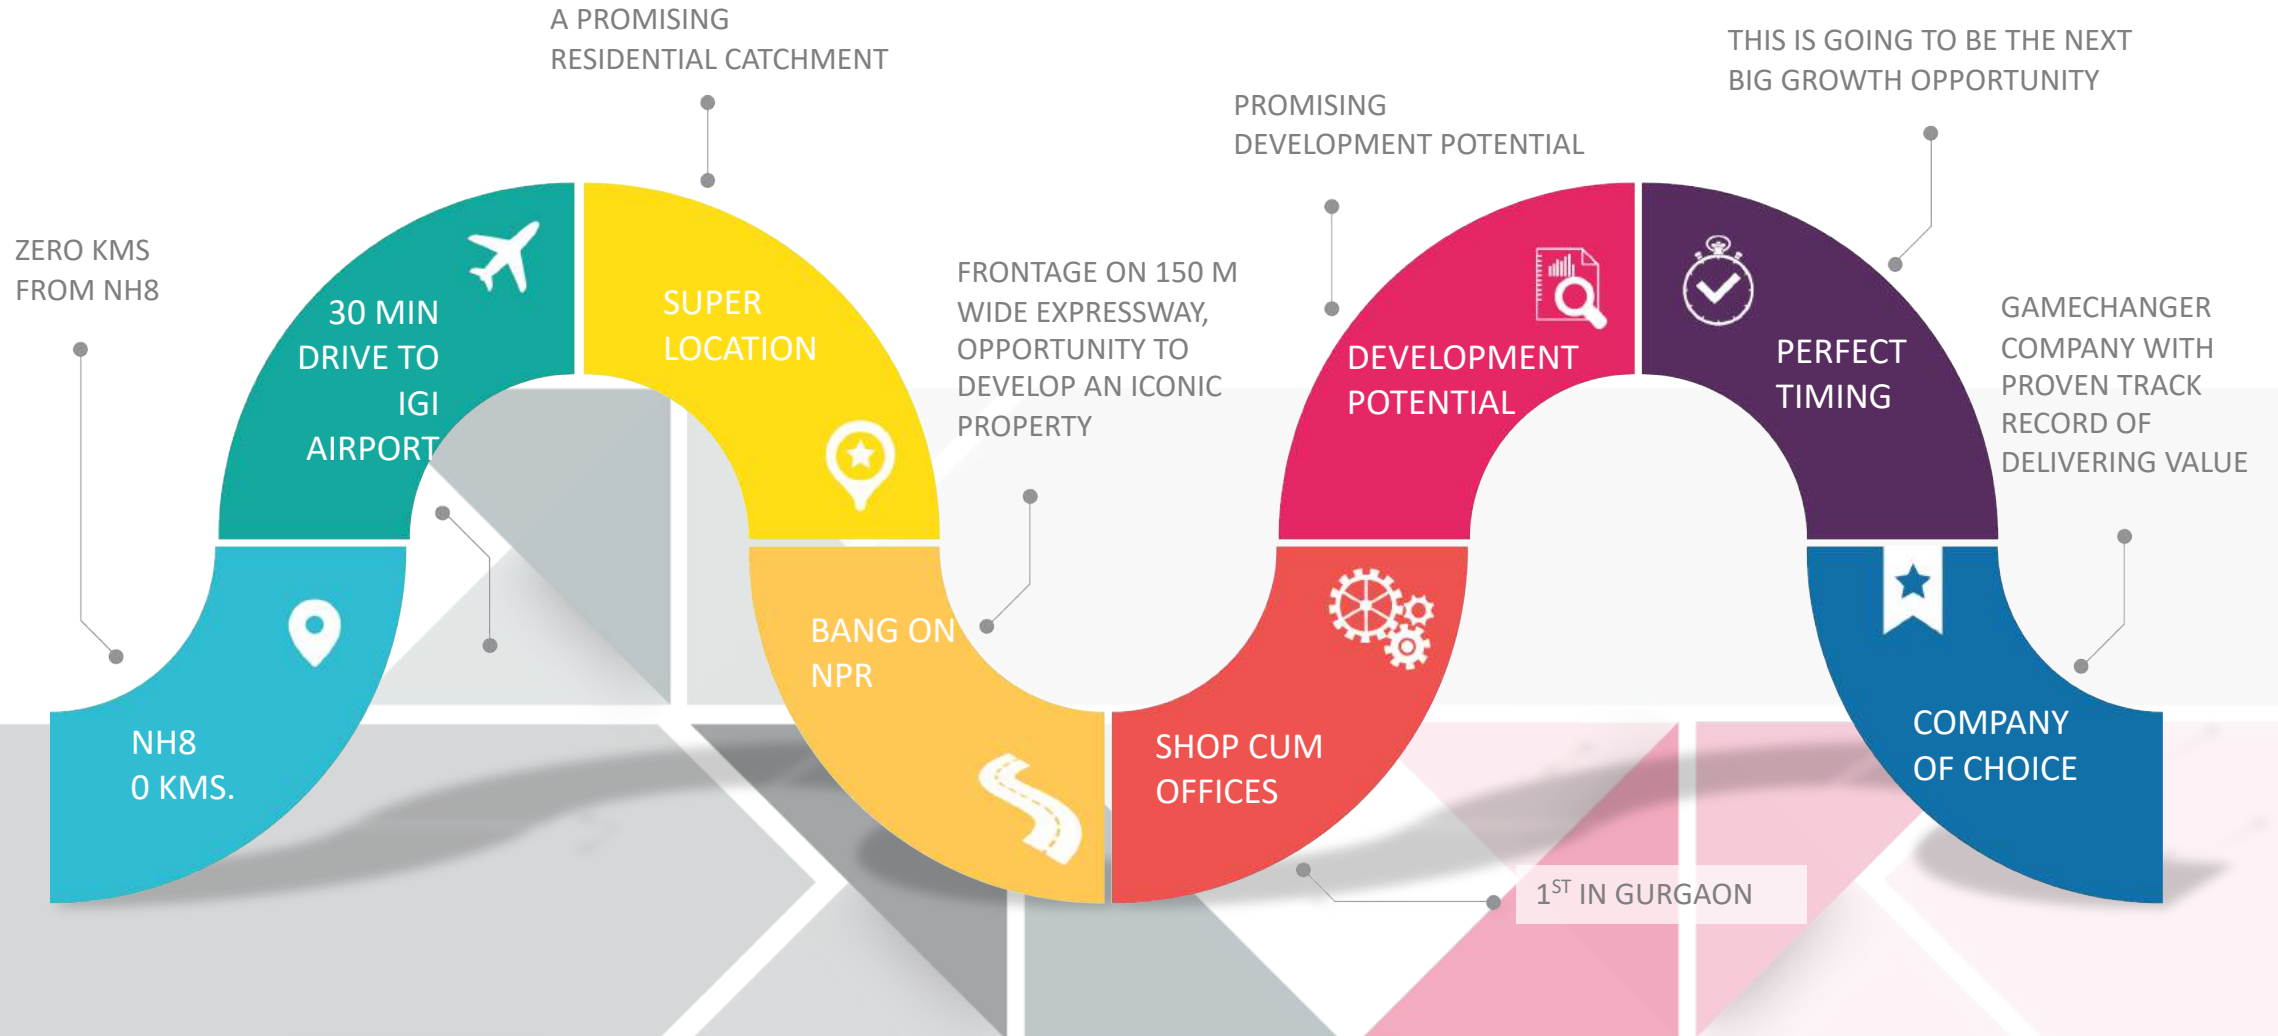 A PROMISING
RESIDENTIAL CATCHMENT
THIS IS GOING TO BE THE NEXT
BIG GROWTH OPPORTUNITY
PROMISING
DEVELOPMENT POTENTIAL
ZERO KMS
FROM NH8
30 MIN
DRIVE TO
IGI
AIRPORT
SUPER
LOCATION
FRONTAGE ON 150 M
WIDE EXPRESSWAY,
OPPORTUNITY TO
DEVELOP AN ICONIC
PROPERTY
DEVELOPMENT
POTENTIAL
PERFECT
TIMING
GAMECHANGER
COMPANY WITH
PROVEN TRACK
RECORD OF
DELIVERING VALUE
NH8
0 KMS.
BANG ON
NPR
SHOP CUM
OFFICES
COMPANY
OF CHOICE
1ST IN GURGAON